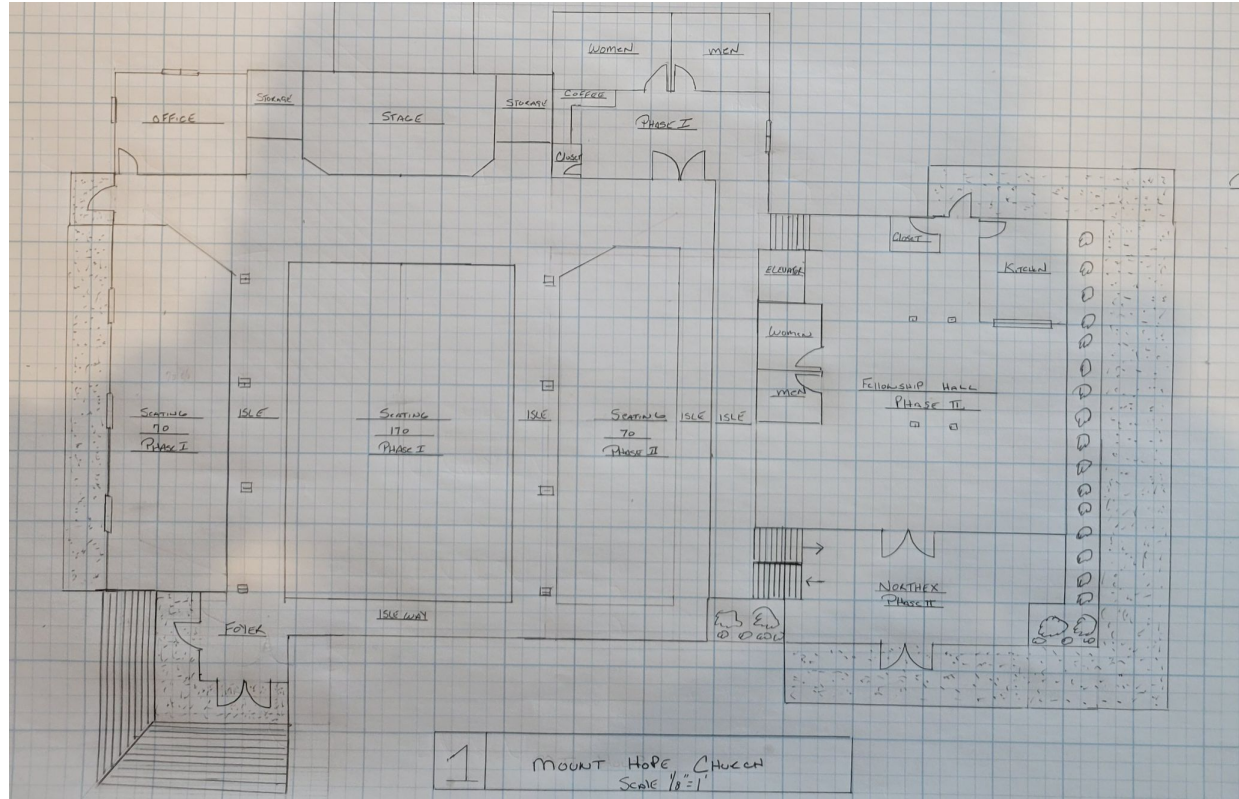 WOMEN
MEN
STORAGE
OFFICE
STAGE
STORAGE
COFFEE
PHASE I
CLOSET
CLOSET
KITCHEN
ELEVATOR
WOMEN
MEN
FELLOWSHIP HALL
PHASE II
SEATING
70
PHASE I
ISLE
SEATING
170
PHASE I
ISLE
SEATING
70
PHASE II
ISLE
ISLE
NORTHEX
PHASE II
FOYER
ISLE WAY
1
MOUNT HOPE CHURCH
SCALE 1/8"=1'